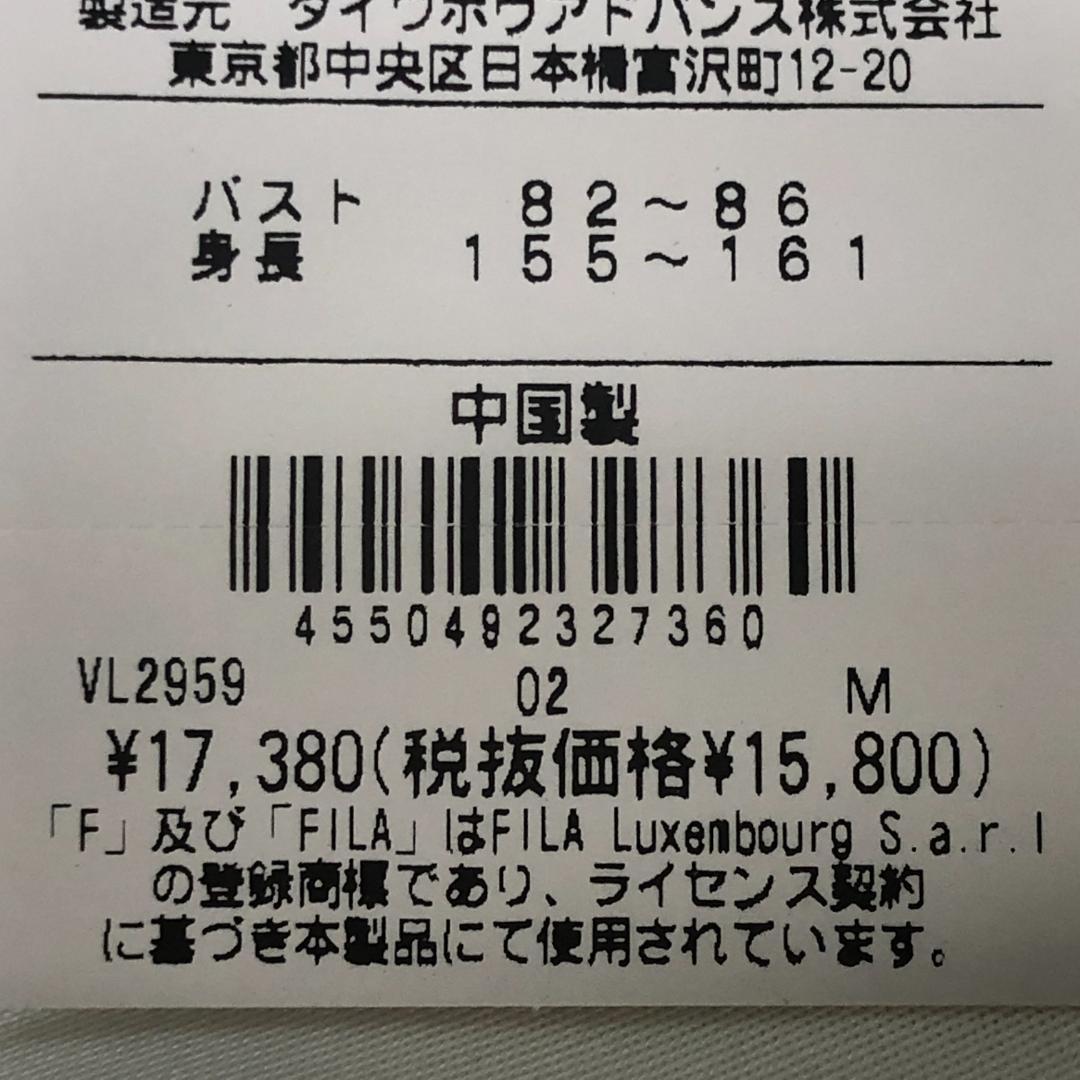 製造元 ダイワボウアドバンス株式会社
東京都中央区日本橋富沢町12-20
バスト 82～86
身長 155～161
中国製
4550492327360
VL2959 02 M
¥17,380(税抜価格¥15,800)
「F」及び「FILA」はFILA Luxembourg S.a.r.l
の登録商標であり、ライセンス契約
に基づき本製品にて使用されています。